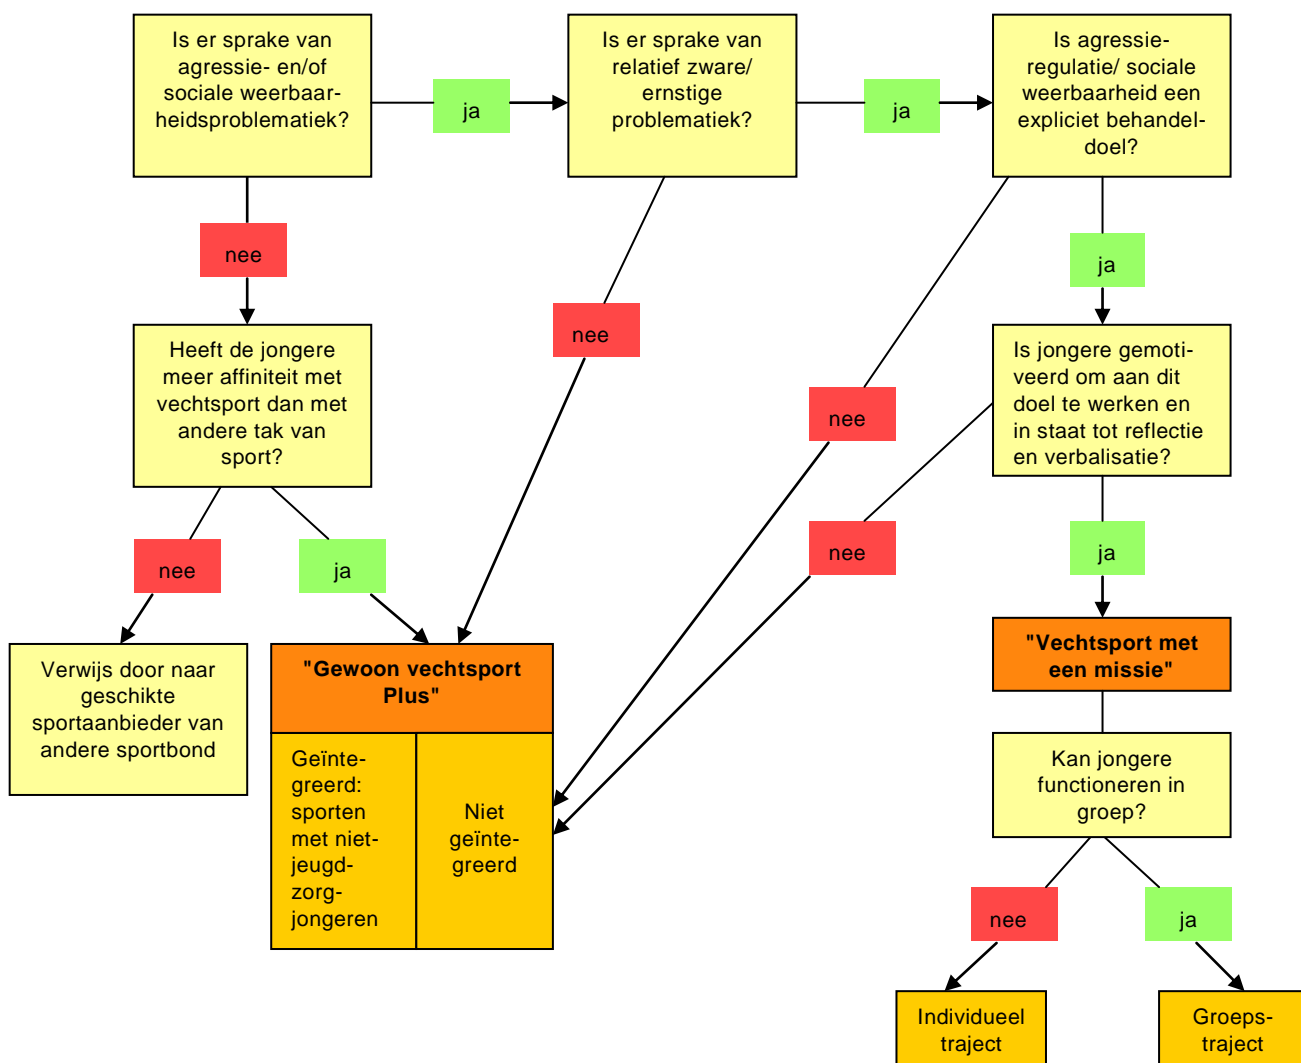 Is er sprake van
agressie- en/of
sociale weerbaar-
heidsproblematiek?
ja
Is er sprake van
relatief zware/
ernstige
problematiek?
ja
Is agressie-
regulatie/ sociale
weerbaarheid een
expliciet behandel-
doel?
nee
ja
Heeft de jongere
meer affiniteit met
vechtsport dan met
andere tak van
sport?
nee
nee
Is jongere gemoti-
veerd om aan dit
doel te werken en
in staat tot reflectie
en verbalisatie?
nee
ja
nee
ja
Verwijs door naar
geschikte
sportaanbieder van
andere sportbond
"Gewoon vechtsport
Plus"
Geïnte-
greerd:
sporten
met niet-
jeugd-
zorg-
jongeren
Niet
geïnte-
greerd
"Vechtsport met
een missie"
Kan jongere
functioneren in
groep?
nee
ja
Individueel
traject
Groeps-
traject